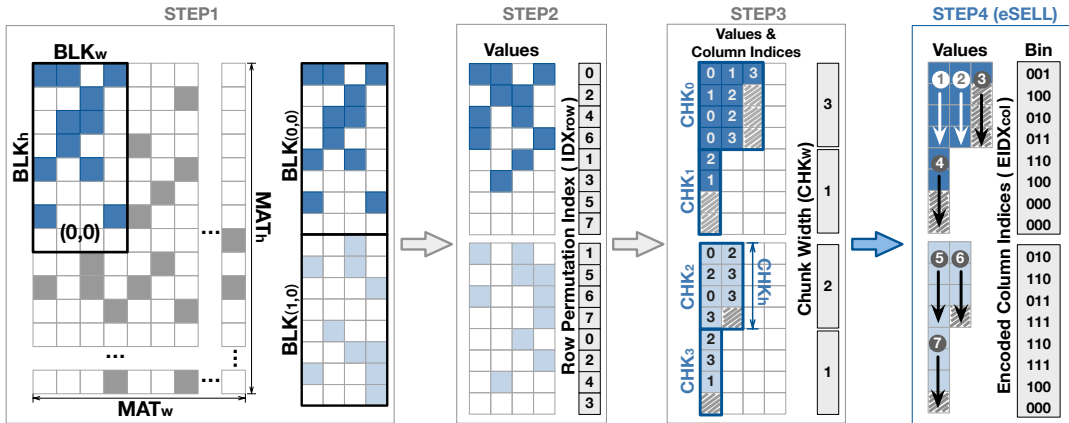 STEP1
BLKw
BLKh
(0,0)
MATh
MATw
...
...
...
...
BLK(0,0)
BLK(1,0)
STEP2
Values
Row Permutation Index (IDXrow)
0
2
4
6
1
3
5
7
1
5
6
7
0
2
4
3
STEP3
Values &
Column Indices
CHK0
0 1 3
1 2
0 2
0 3
CHK1
2
1
CHK2
0 2
2 3
0 3
3
CHKh
CHK3
2
3
1
Chunk Width (CHKw)
3
1
2
1
STEP4 (eSELL)
Values
Bin
1 2 3
4
5 6
7
Encoded Column Indices (EIDXcol)
001
100
010
011
110
100
000
000
010
110
011
111
110
111
100
000